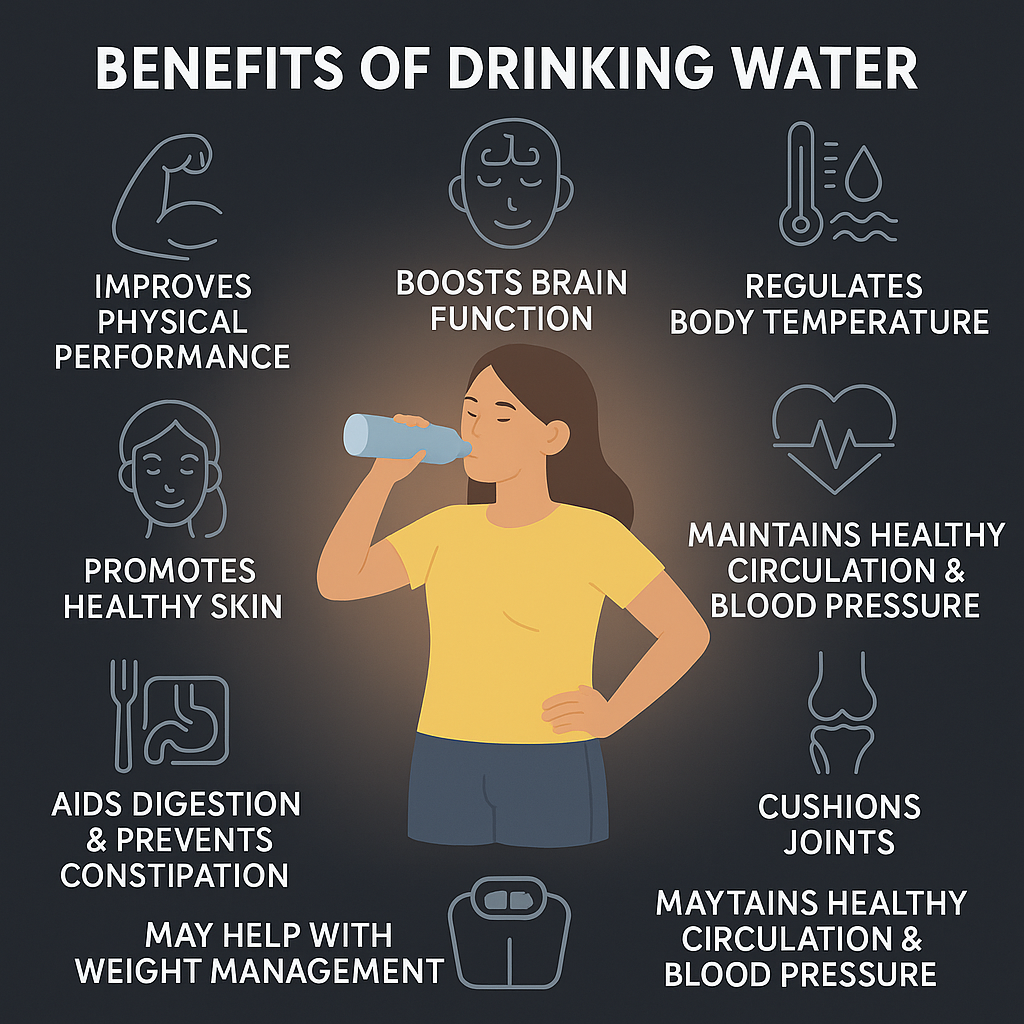 BENEFITS OF DRINKING WATER
IMPROVES
PHYSICAL
PERFORMANCE
BOOSTS BRAIN
FUNCTION
REGULATES
BODY TEMPERATURE
PROMOTES
HEALTHY SKIN
MAINTAINS HEALTHY
CIRCULATION &
BLOOD PRESSURE
AIDS DIGESTION
& PREVENTS
CONSTIPATION
CUSHIONS
JOINTS
MAY HELP WITH
WEIGHT MANAGEMENT
MAYTAINS HEALTHY
CIRCULATION &
BLOOD PRESSURE